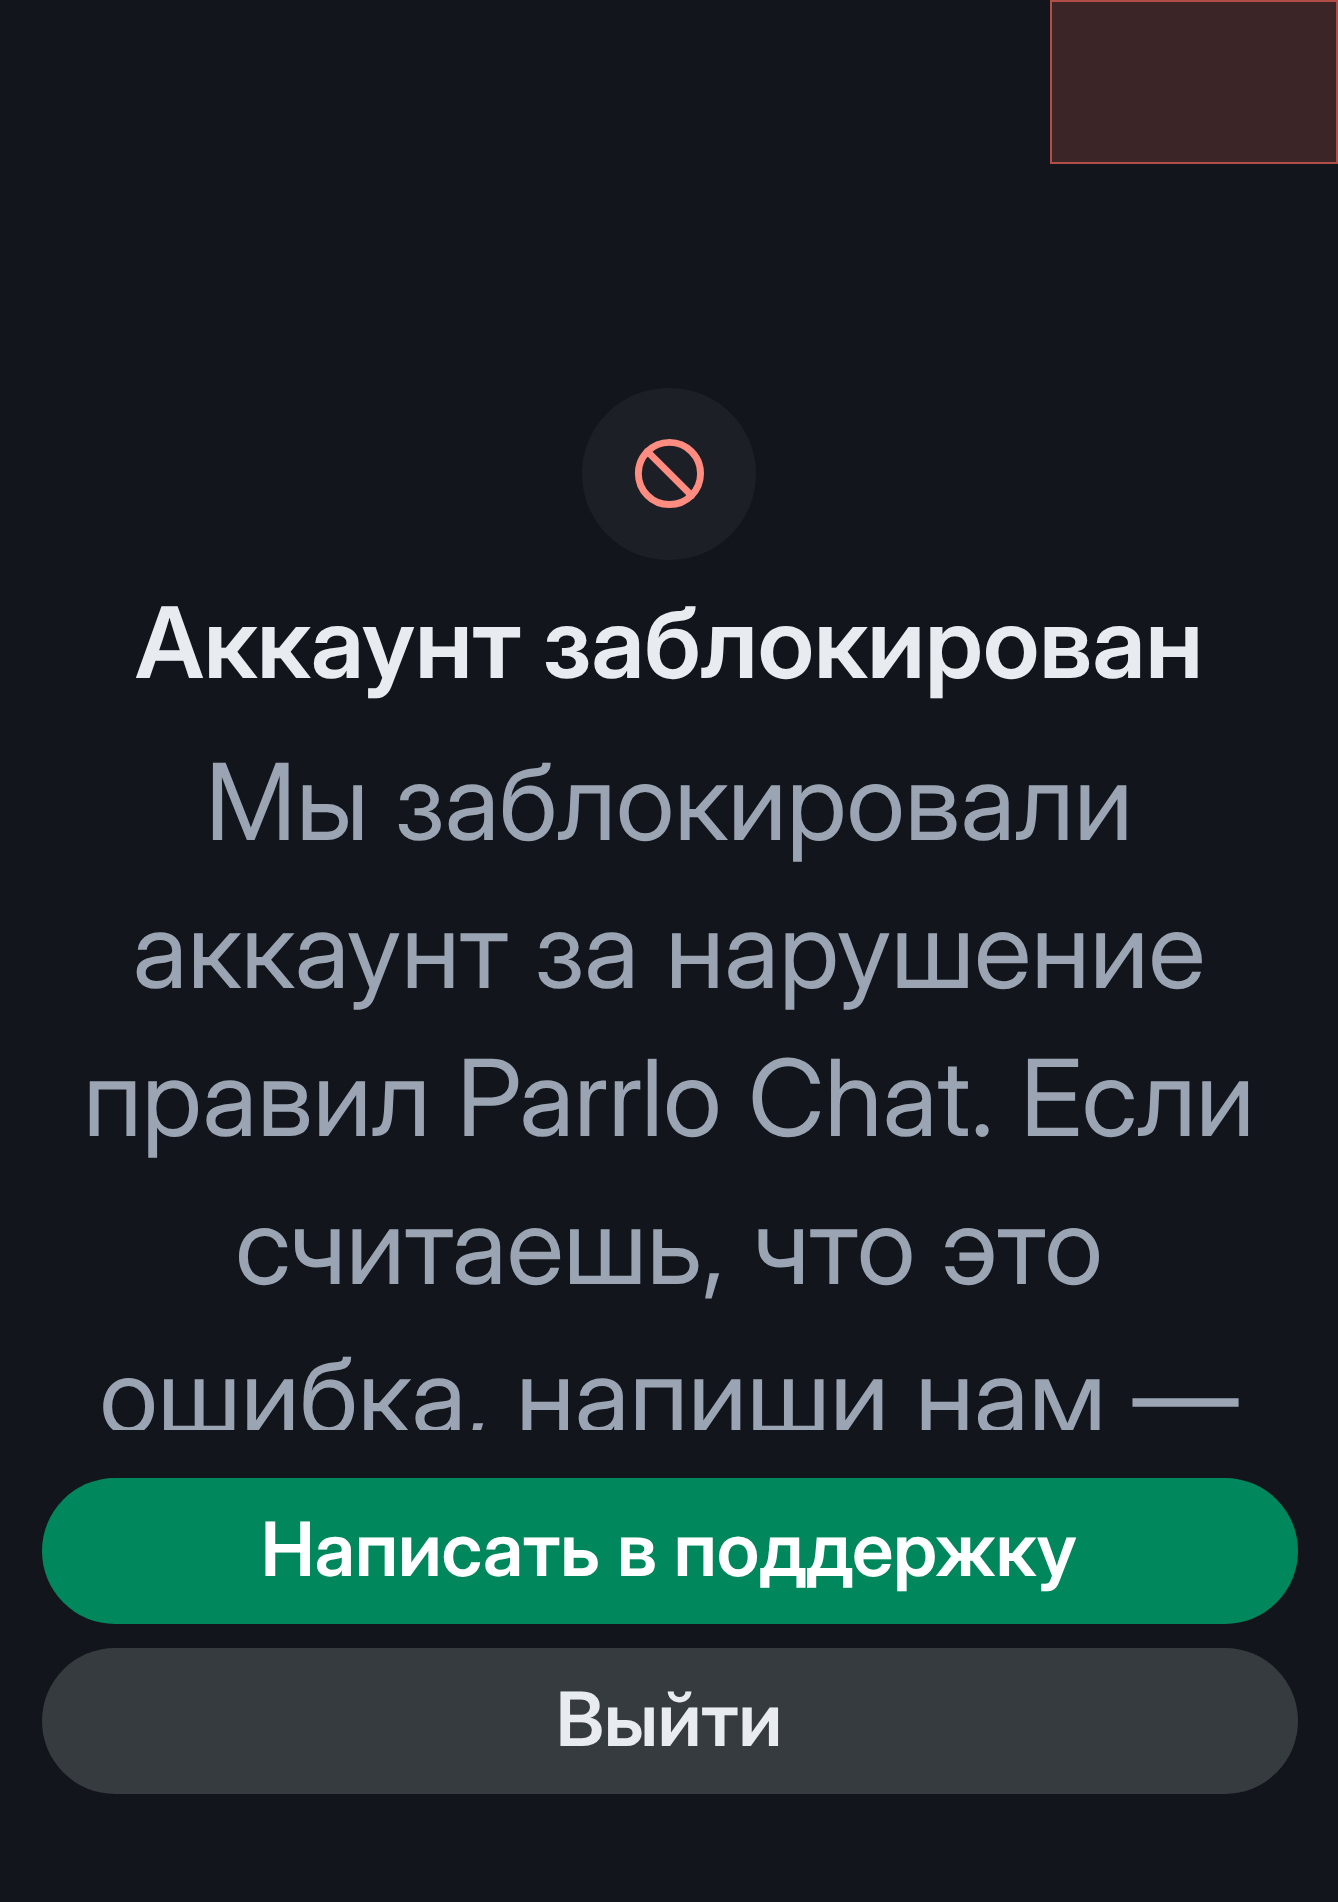 Аккаунт заблокирован
Мы заблокировали
аккаунт за нарушение
правил Parrlo Chat. Если
считаешь, что это
ошибка, напиши нам —
Написать в поддержку
Выйти